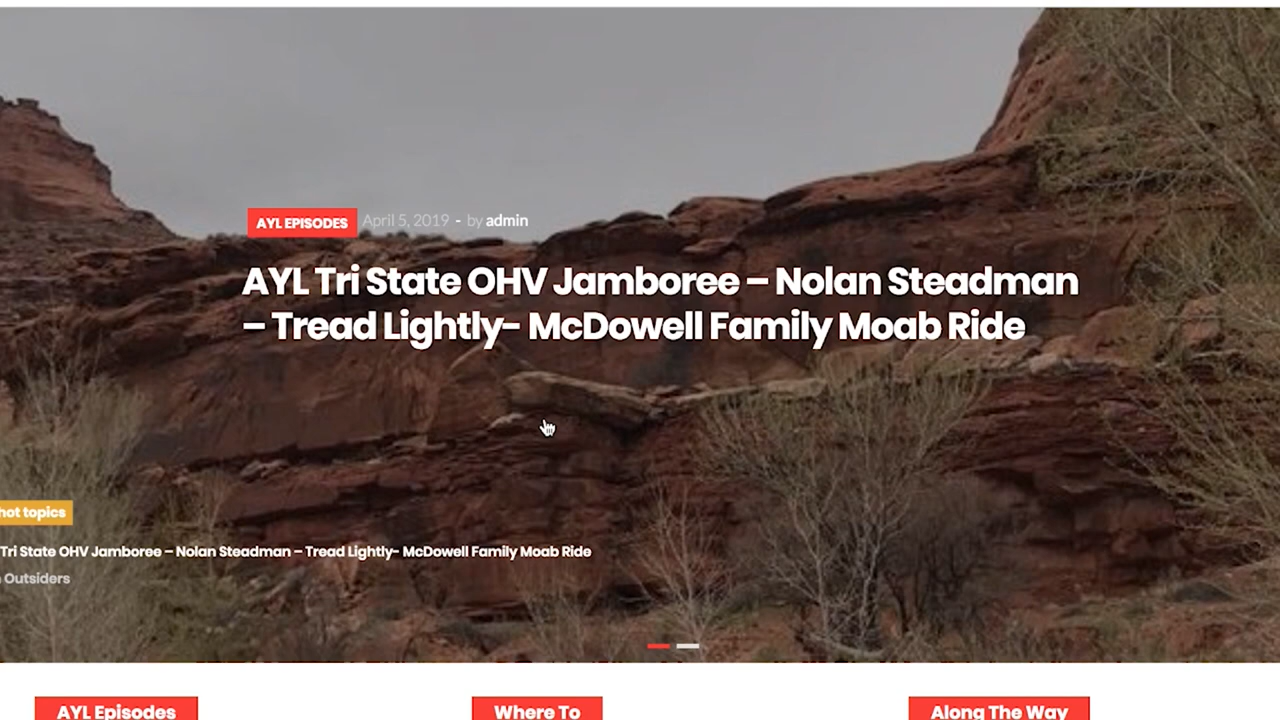 AYL EPISODES April 5, 2019 - by admin
AYL Tri State OHV Jamboree – Nolan Steadman
– Tread Lightly– McDowell Family Moab Ride
hot topics
Tri State OHV Jamboree – Nolan Steadman – Tread Lightly- McDowell Family Moab Ride
Outsiders
AYL Episodes
Where To
Along The Way